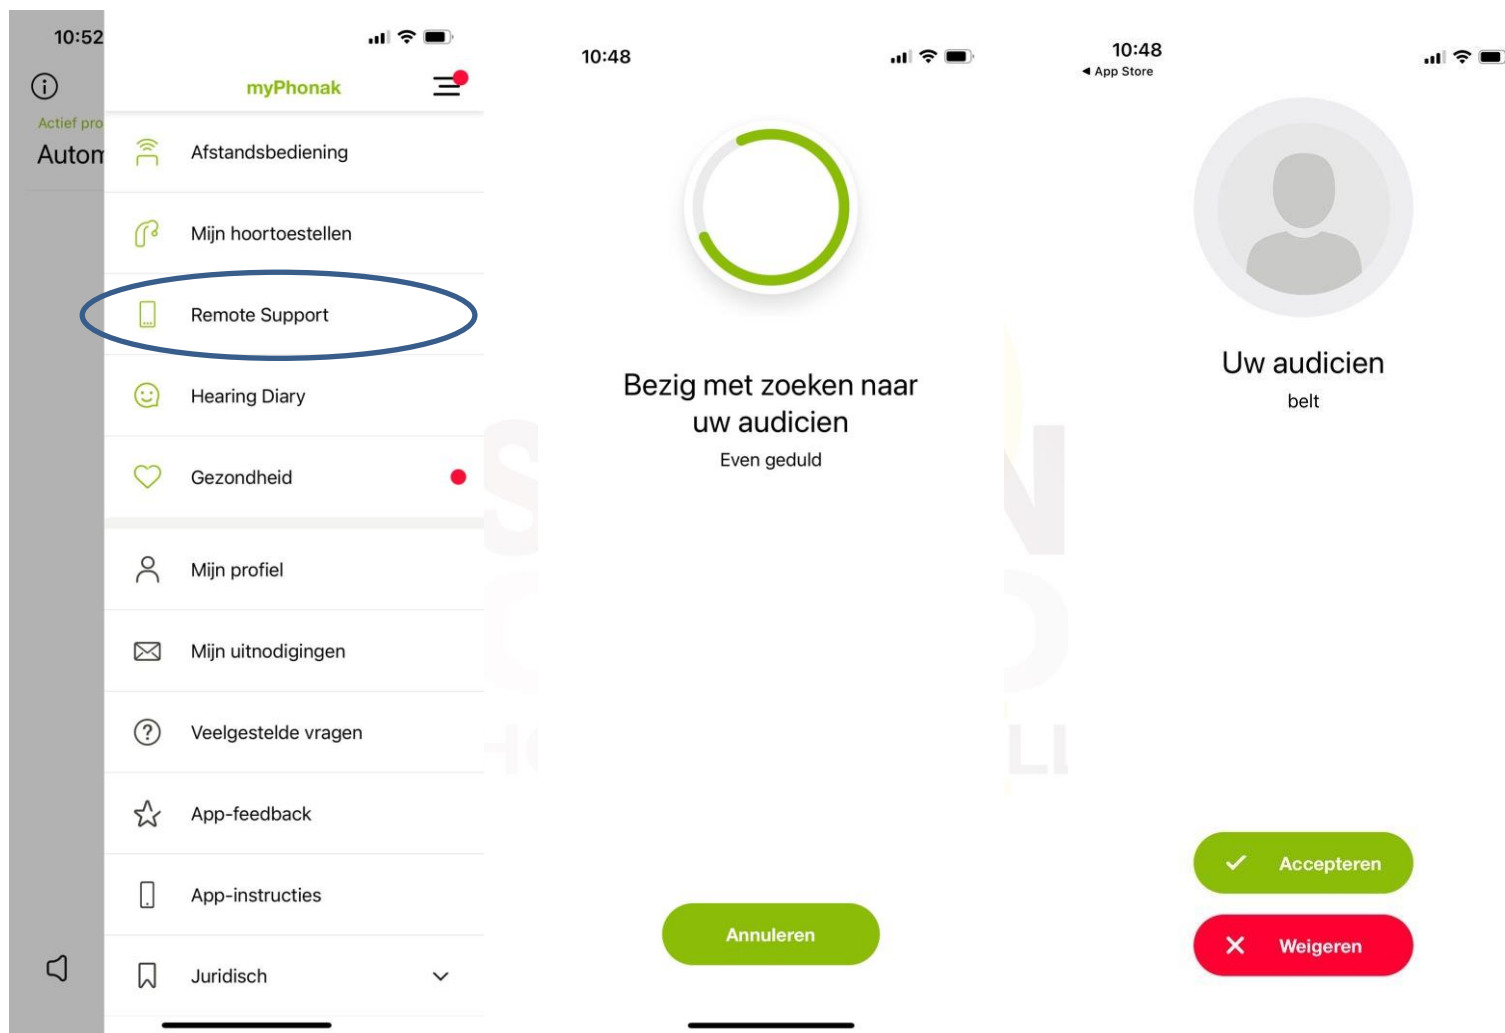 10:52
myPhonak
Actief pro
Autom
Afstandsbediening
Mijn hoortoestellen
Remote Support
Hearing Diary
Gezondheid
Mijn profiel
Mijn uitnodigingen
Veelgestelde vragen
App-feedback
App-instructies
Juridisch
10:48
Bezig met zoeken naar
uw audicien
Even geduld
Annuleren
10:48
◀ App Store
Uw audicien
belt
Accepteren
Weigeren